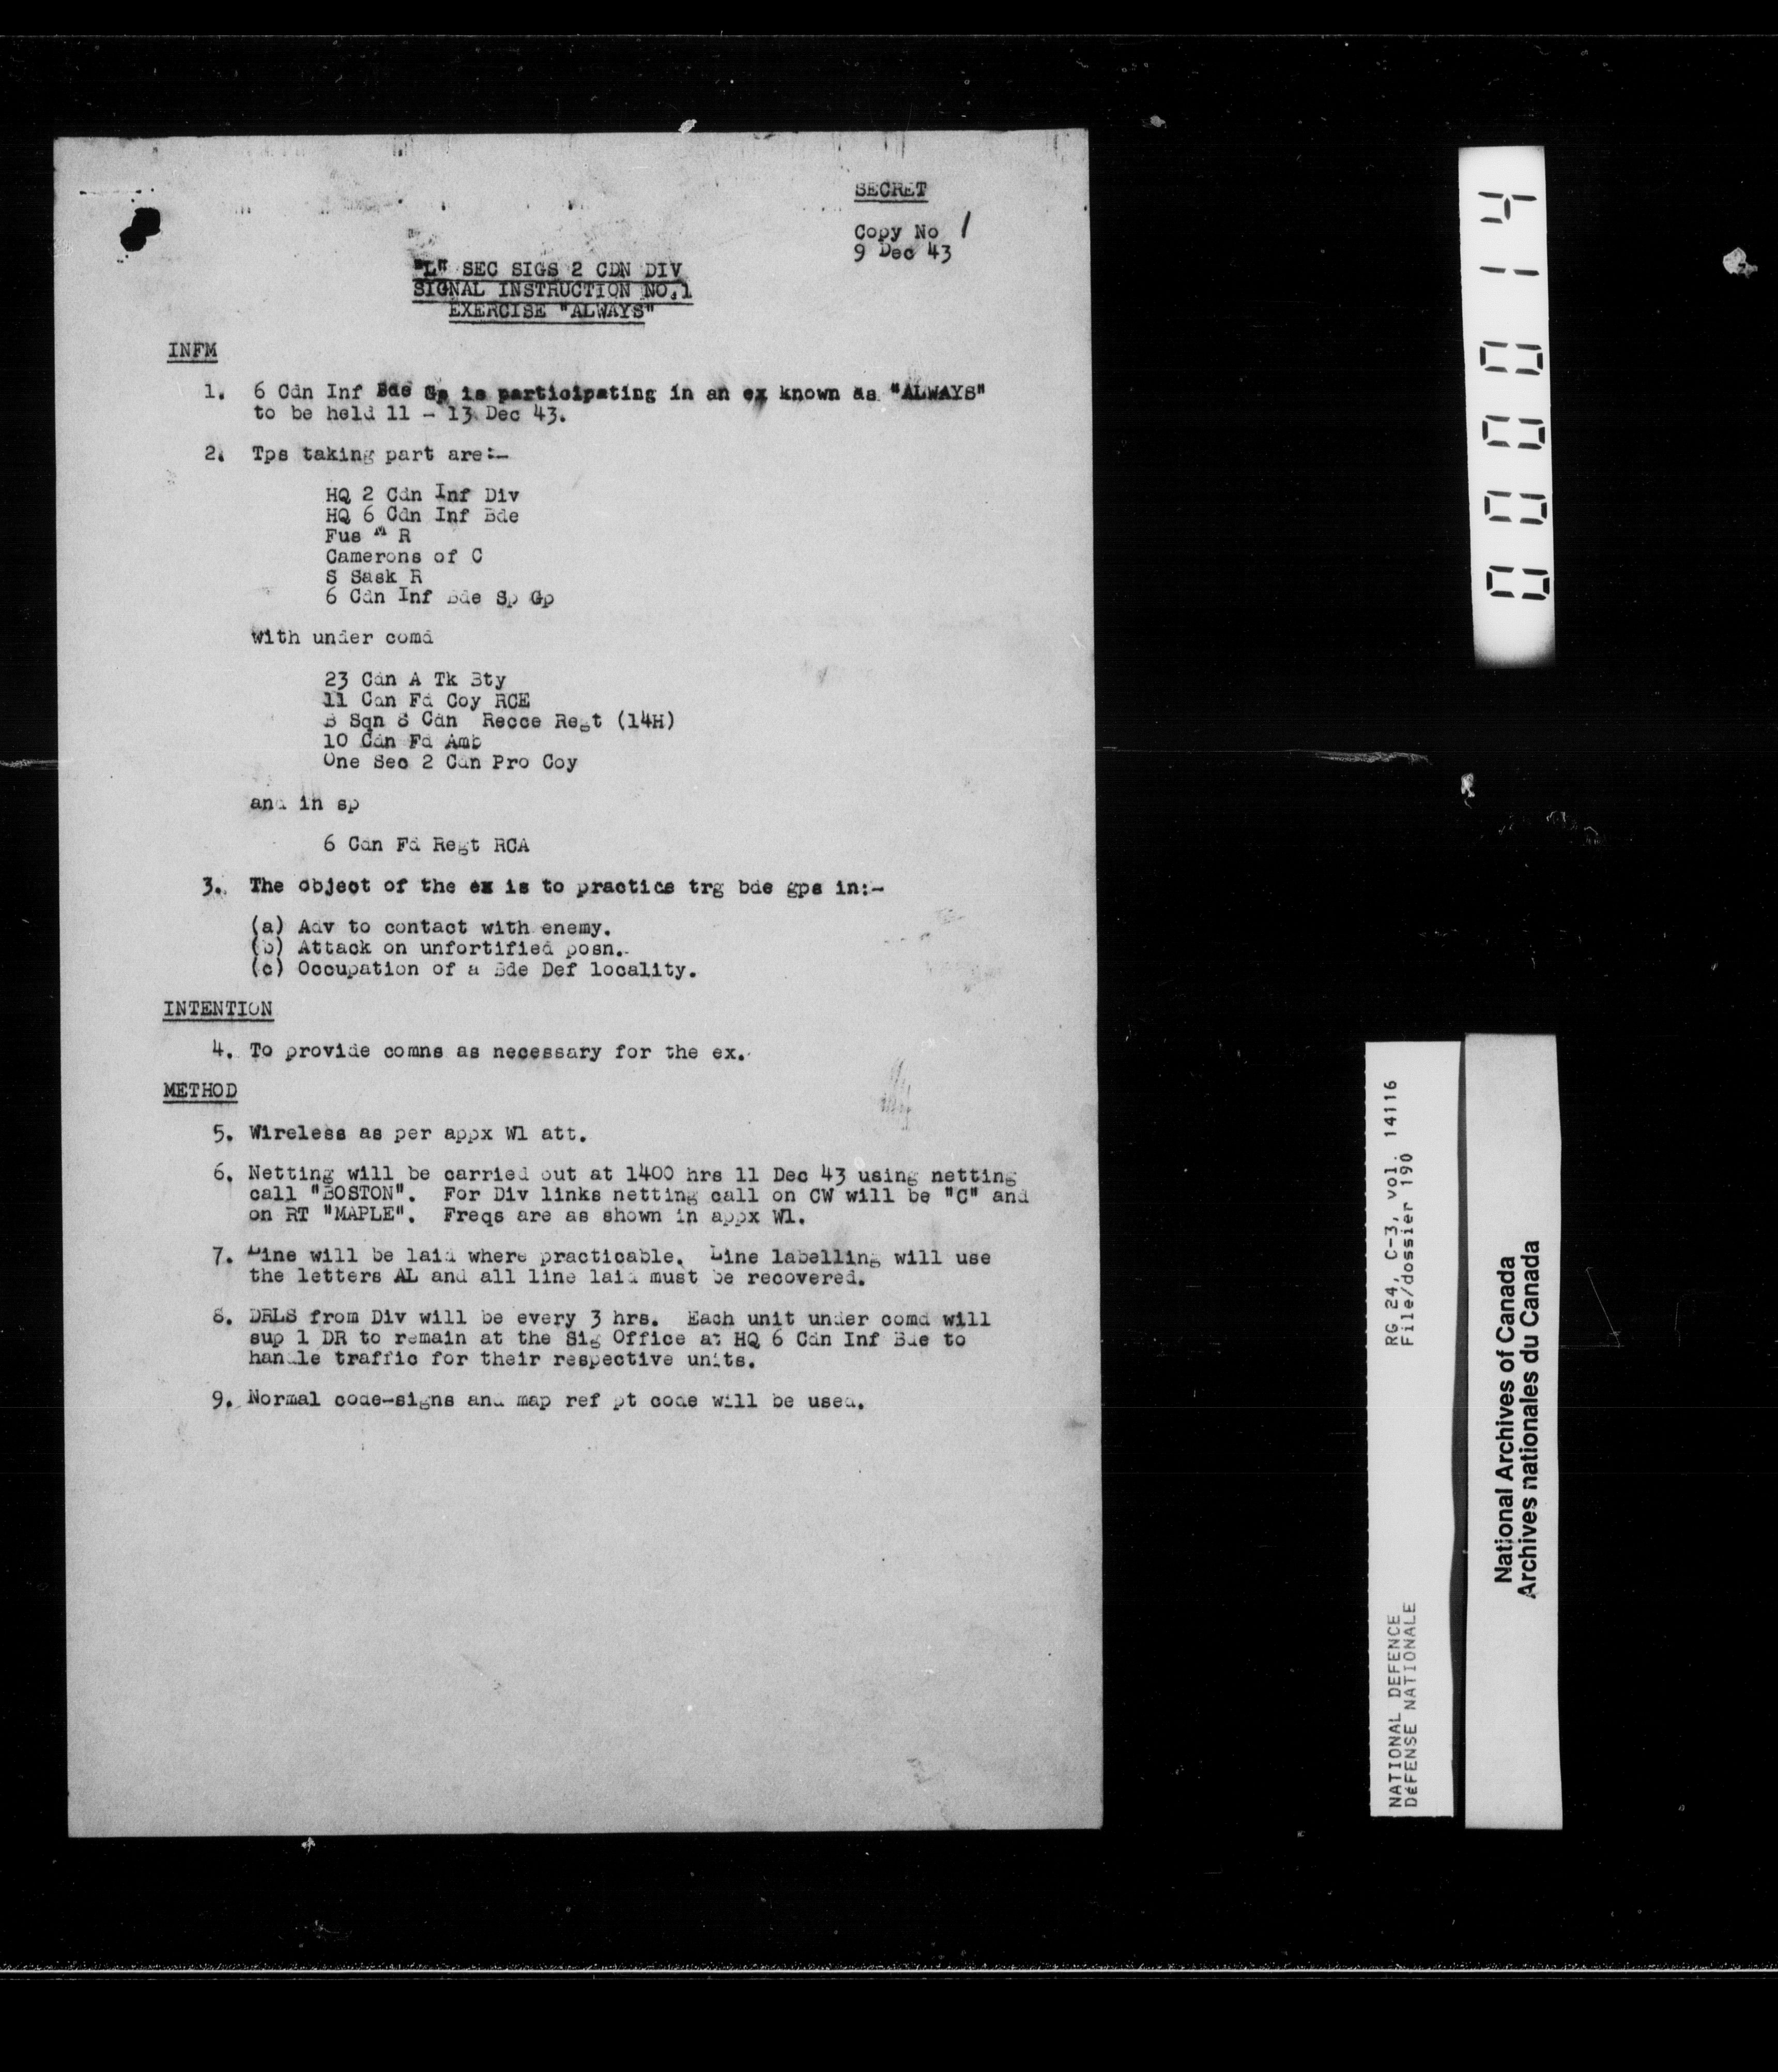 SECRET
Copy No 1
9 Dec 43
"L" SEC SIGS 2 CDN DIV
SIGNAL INSTRUCTION NO.1
EXERCISE "ALWAYS"
INFM
1. 6 Cdn Inf Bde Gp is participating in an ex known as "ALWAYS"
to be held 11 - 13 Dec 43.
2. Tps taking part are:-
HQ 2 Cdn Inf Div
HQ 6 Cdn Inf Bde
Fus M R
Camerons of C
S Sask R
6 Cdn Inf Bde Sp Gp
with under comd
23 Cdn A Tk Bty
11 Cdn Fd Coy RCE
B Sqn 8 Cdn Recce Regt (14H)
10 Cdn Fd Amb
One Sec 2 Cdn Pro Coy
and in sp
6 Cdn Fd Regt RCA
3. The object of the ex is to practice trg bde gps in:-
(a) Adv to contact with enemy.
(b) Attack on unfortified posn.
(c) Occupation of a Bde Def locality.
INTENTION
4. To provide comns as necessary for the ex.
METHOD
5. Wireless as per appx W1 att.
6. Netting will be carried out at 1400 hrs 11 Dec 43 using netting
call "BOSTON". For Div links netting call on CW will be "C" and
on RT "MAPLE". Freqs are as shown in appx W1.
7. Line will be laid where practicable. Line labelling will use
the letters AL and all line laid must be recovered.
8. DRLS from Div will be every 3 hrs. Each unit under comd will
sup 1 DR to remain at the Sig Office at HQ 6 Cdn Inf Bde to
handle traffic for their respective units.
9. Normal code-signs and map ref pt code will be used.
000014
RG 24, C-3, vol. 14116
File/dossier 190
NATIONAL DEFENCE
DéFENSE NATIONALE
National Archives of Canada
Archives nationales du Canada